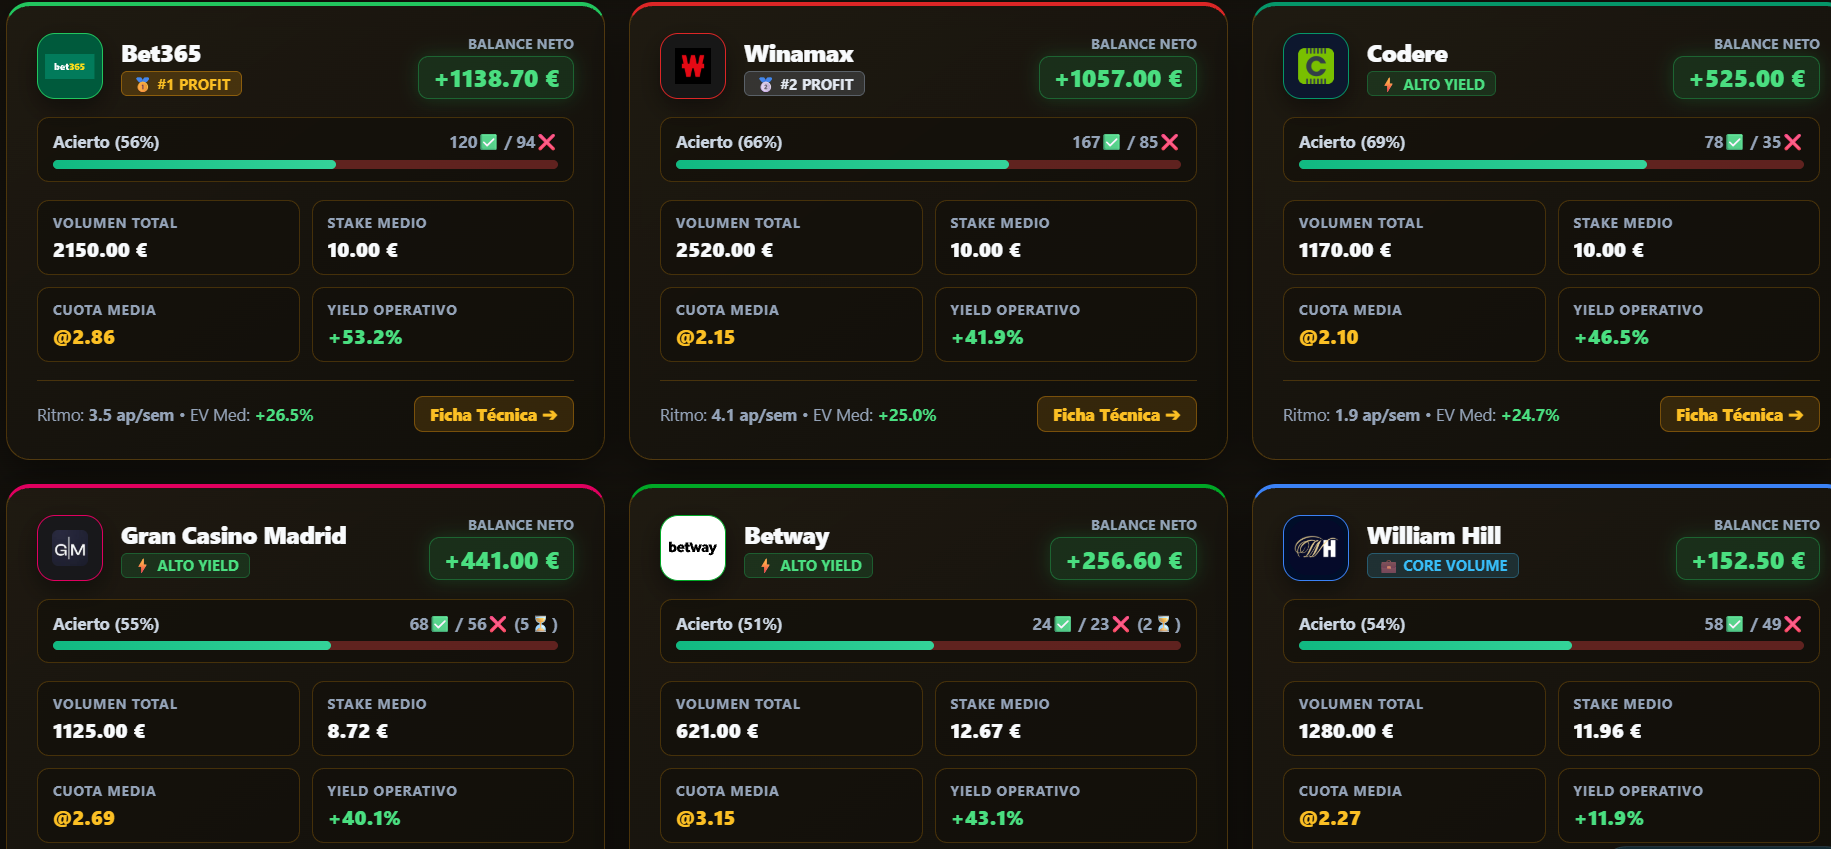 bet365
Bet365
#1 PROFIT
BALANCE NETO
+1138.70 €
Acierto (56%)
120✅ / 94❌
VOLUMEN TOTAL
2150.00 €
STAKE MEDIO
10.00 €
CUOTA MEDIA
@2.86
YIELD OPERATIVO
+53.2%
Ritmo: 3.5 ap/sem • EV Med: +26.5%
Ficha Técnica ➔
W
Winamax
#2 PROFIT
BALANCE NETO
+1057.00 €
Acierto (66%)
167✅ / 85❌
VOLUMEN TOTAL
2520.00 €
STAKE MEDIO
10.00 €
CUOTA MEDIA
@2.15
YIELD OPERATIVO
+41.9%
Ritmo: 4.1 ap/sem • EV Med: +25.0%
Ficha Técnica ➔
C
Codere
⚡ ALTO YIELD
BALANCE NETO
+525.00 €
Acierto (69%)
78✅ / 35❌
VOLUMEN TOTAL
1170.00 €
STAKE MEDIO
10.00 €
CUOTA MEDIA
@2.10
YIELD OPERATIVO
+46.5%
Ritmo: 1.9 ap/sem • EV Med: +24.7%
Ficha Técnica ➔
G|M
Gran Casino Madrid
⚡ ALTO YIELD
BALANCE NETO
+441.00 €
Acierto (55%)
68✅ / 56❌ (5⏳)
VOLUMEN TOTAL
1125.00 €
STAKE MEDIO
8.72 €
CUOTA MEDIA
@2.69
YIELD OPERATIVO
+40.1%
betway
Betway
⚡ ALTO YIELD
BALANCE NETO
+256.60 €
Acierto (51%)
24✅ / 23❌ (2⏳)
VOLUMEN TOTAL
621.00 €
STAKE MEDIO
12.67 €
CUOTA MEDIA
@3.15
YIELD OPERATIVO
+43.1%
WH
William Hill
💼 CORE VOLUME
BALANCE NETO
+152.50 €
Acierto (54%)
58✅ / 49❌
VOLUMEN TOTAL
1280.00 €
STAKE MEDIO
11.96 €
CUOTA MEDIA
@2.27
YIELD OPERATIVO
+11.9%